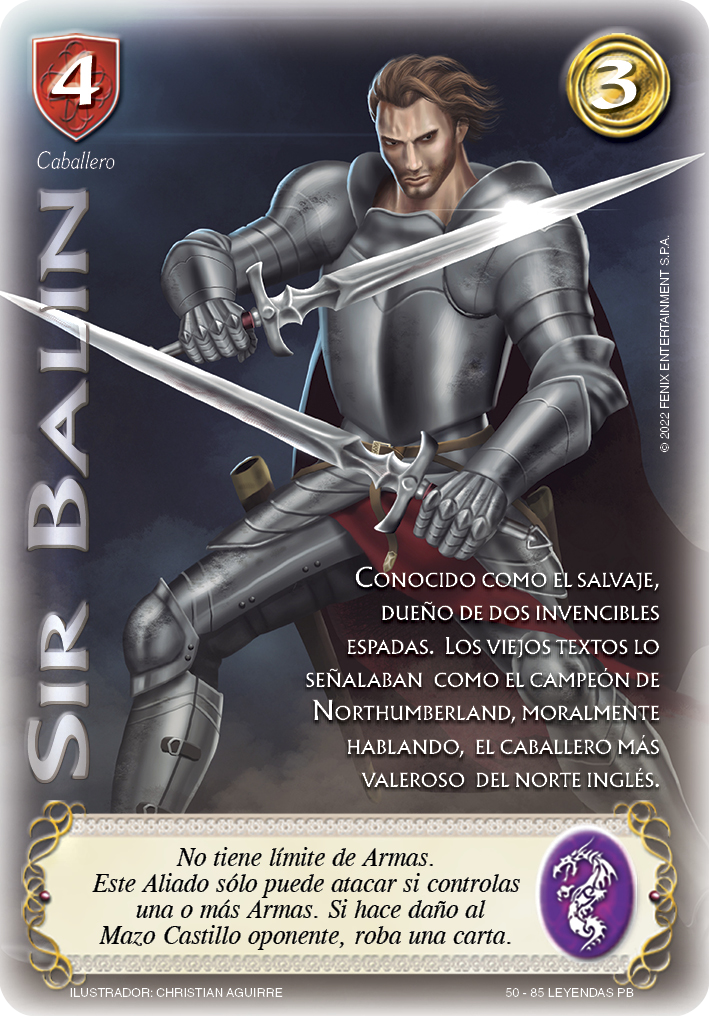 4
3
Caballero
SIR BALIN
© 2022 FENIX ENTERTAINMENT S.P.A.
CONOCIDO COMO EL SALVAJE,
DUEÑO DE DOS INVENCIBLES
ESPADAS. LOS VIEJOS TEXTOS LO
SEÑALABAN COMO EL CAMPEÓN DE
NORTHUMBERLAND, MORALMENTE
HABLANDO, EL CABALLERO MÁS
VALEROSO DEL NORTE INGLÉS.
No tiene límite de Armas.
Este Aliado sólo puede atacar si controlas
una o más Armas. Si hace daño al
Mazo Castillo oponente, roba una carta.
ILUSTRADOR: CHRISTIAN AGUIRRE
50 - 85 LEYENDAS PB